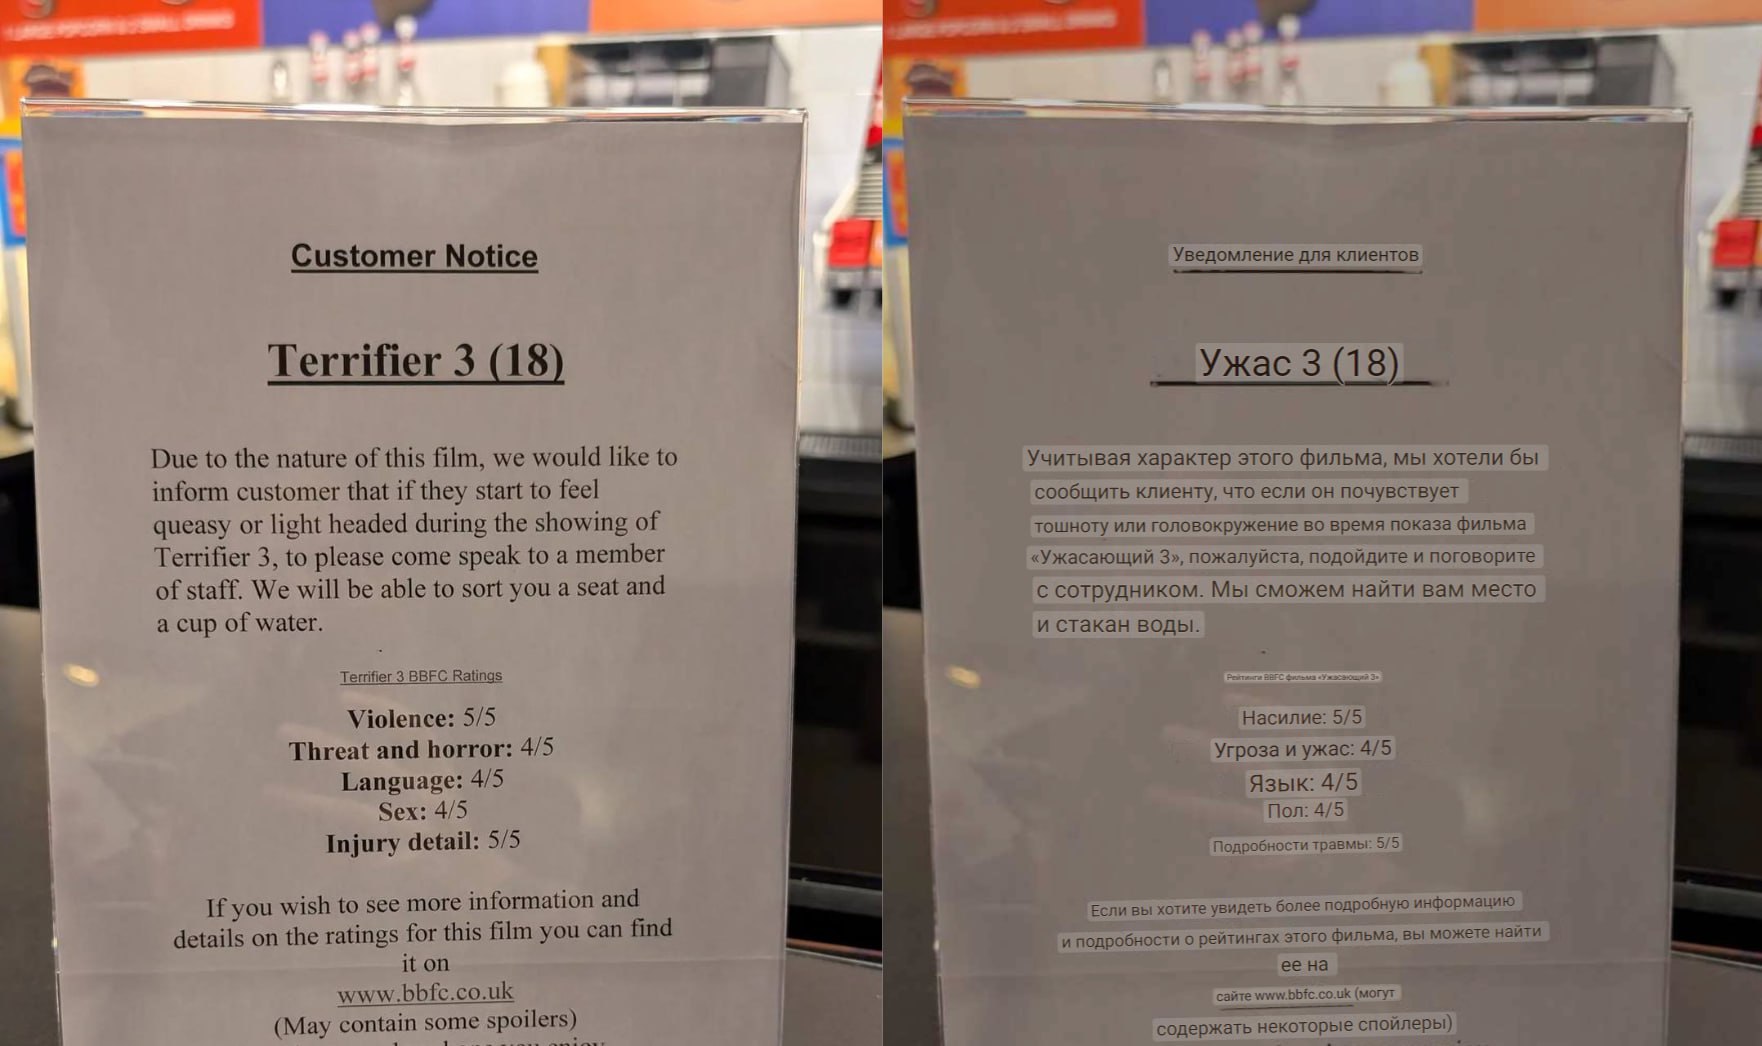 Customer Notice
Terrifier 3 (18)
Due to the nature of this film, we would like to
inform customer that if they start to feel
queasy or light headed during the showing of
Terrifier 3, to please come speak to a member
of staff. We will be able to sort you a seat and
a cup of water.
Terrifier 3 BBFC Ratings
Violence: 5/5
Threat and horror: 4/5
Language: 4/5
Sex: 4/5
Injury detail: 5/5
If you wish to see more information and
details on the ratings for this film you can find
it on
www.bbfc.co.uk
(May contain some spoilers)
Уведомление для клиентов
Ужас 3 (18)
Учитывая характер этого фильма, мы хотели бы
сообщить клиенту, что если он почувствует
тошноту или головокружение во время показа фильма
«Ужасающий 3», пожалуйста, подойдите и поговорите
с сотрудником. Мы сможем найти вам место
и стакан воды.
Рейтинги BBFC фильма «Ужасающий 3»
Насилие: 5/5
Угроза и ужас: 4/5
Язык: 4/5
Пол: 4/5
Подробности травмы: 5/5
Если вы хотите увидеть более подробную информацию
и подробности о рейтингах этого фильма, вы можете найти
ее на
сайте www.bbfc.co.uk (могут
содержать некоторые спойлеры)